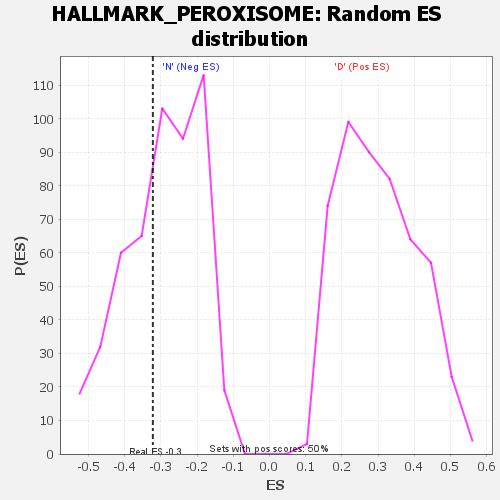 HALLMARK_PEROXISOME: Random ES
distribution
'N' (Neg ES)
'D' (Pos ES)
P(ES)
110
100
90
80
70
60
50
40
30
20
10
0
Real ES -0.3
Sets with pos scores: 50%
-0.5 -0.4 -0.3 -0.2 -0.1 0.0 0.1 0.2 0.3 0.4 0.5 0.6
ES